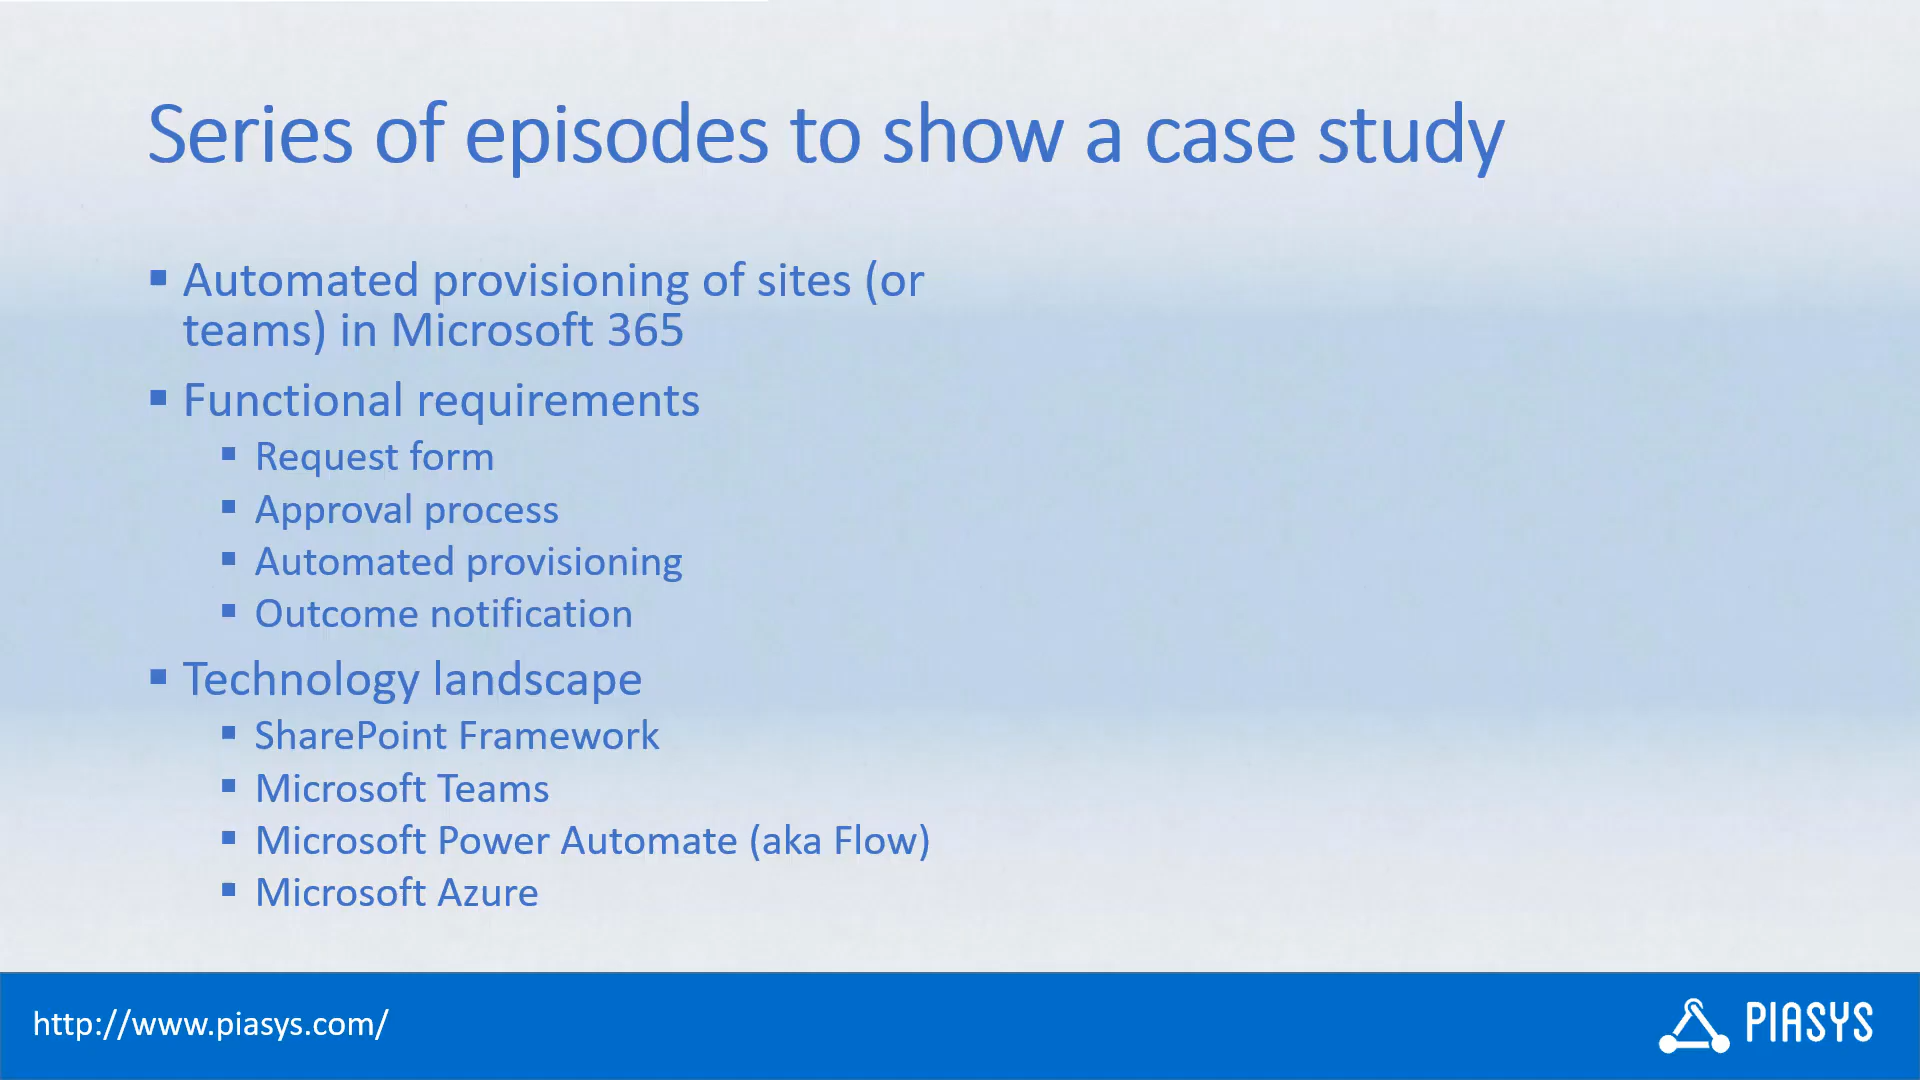 Series of episodes to show a case study
▪ Automated provisioning of sites (or
teams) in Microsoft 365
▪ Functional requirements
▪ Request form
▪ Approval process
▪ Automated provisioning
▪ Outcome notification
▪ Technology landscape
▪ SharePoint Framework
▪ Microsoft Teams
▪ Microsoft Power Automate (aka Flow)
▪ Microsoft Azure
http://www.piasys.com/
PIASYS